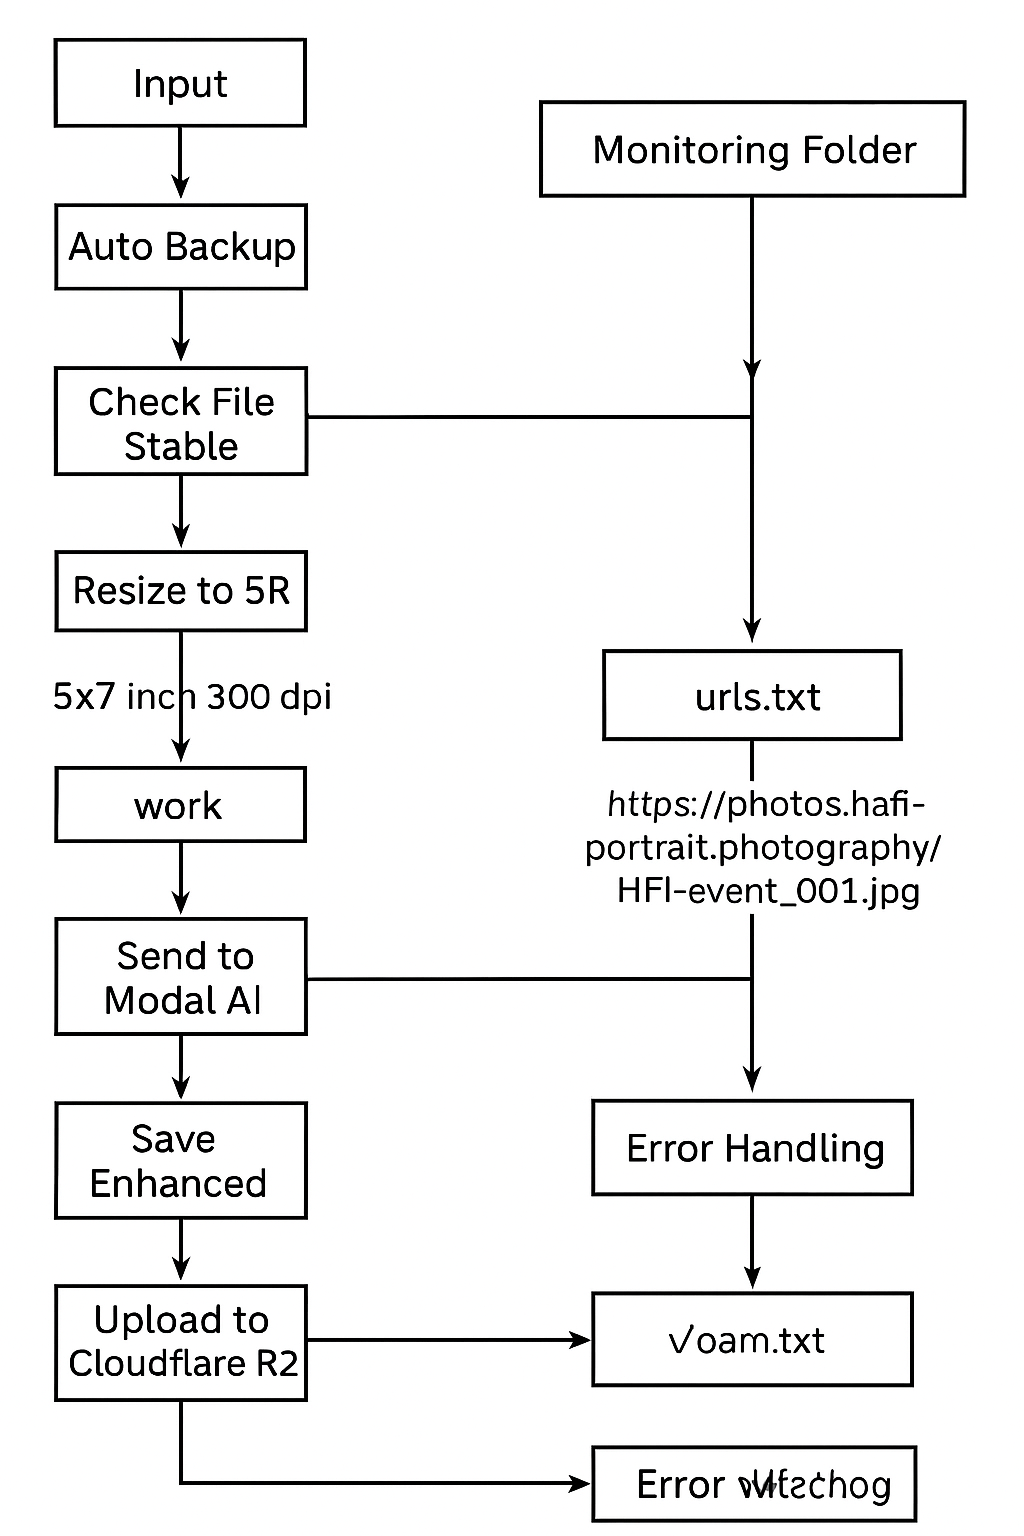 Input
Monitoring Folder
Auto Backup
Check File
Stable
Resize to 5R
5x7 inch 300 dpi
urls.txt
work
https://photos.hafi-
portrait.photography/
HFI-event_001.jpg
Send to
Modal AI
Save
Enhanced
Error Handling
Upload to
Cloudflare R2
√oam.txt
Error